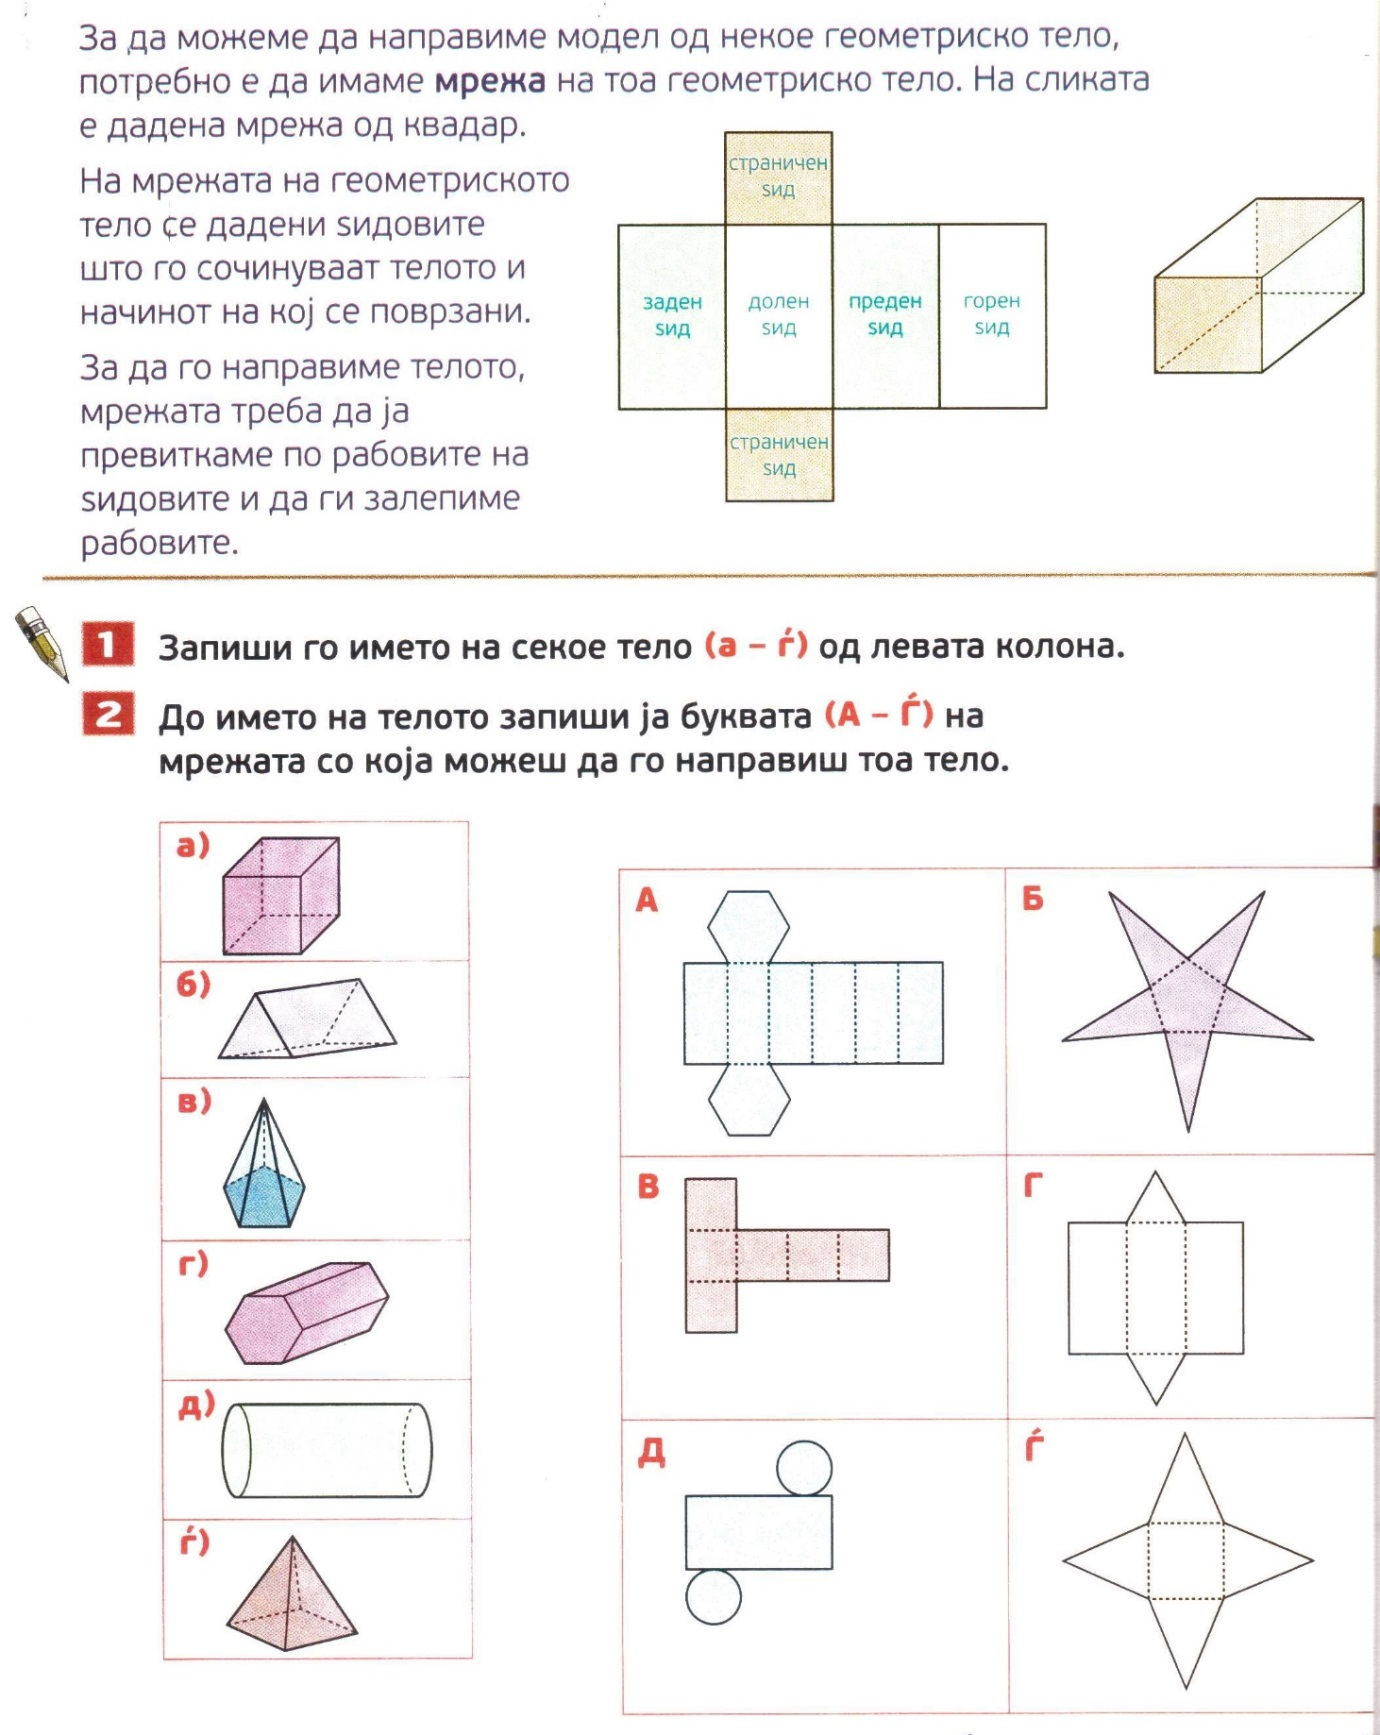 За да можеме да направиме модел од некое геометриско тело,
потребно е да имаме мрежа на тоа геометриско тело. На сликата
е дадена мрежа од квадар.
На мрежата на геометриското
тело се дадени ѕидовите
што го сочинуваат телото и
начинот на кој се поврзани.
За да го направиме телото,
мрежата треба да ја
превиткаме по рабовите на
ѕидовите и да ги залепиме
рабовите.
страничен
ѕид
заден
ѕид
долен
ѕид
преден
ѕид
горен
ѕид
страничен
ѕид
1 Запиши го името на секое тело (а – ѓ) од левата колона.
2 До името на телото запиши ја буквата (А – Ѓ) на
мрежата со која можеш да го направиш тоа тело.
а)
б)
в)
г)
д)
ѓ)
А
Б
В
Г
Д
Ѓ